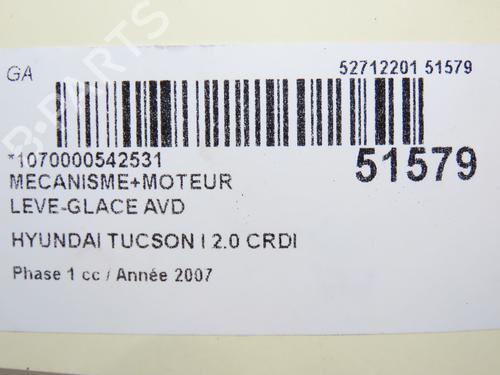 GA
52712201 51579
*1070000542531
51579
MECANISME+MOTEUR
LEVE-GLACE AVD
HYUNDAI TUCSON I 2.0 CRDI
Phase 1 cc / Année 2007
B-PARTS